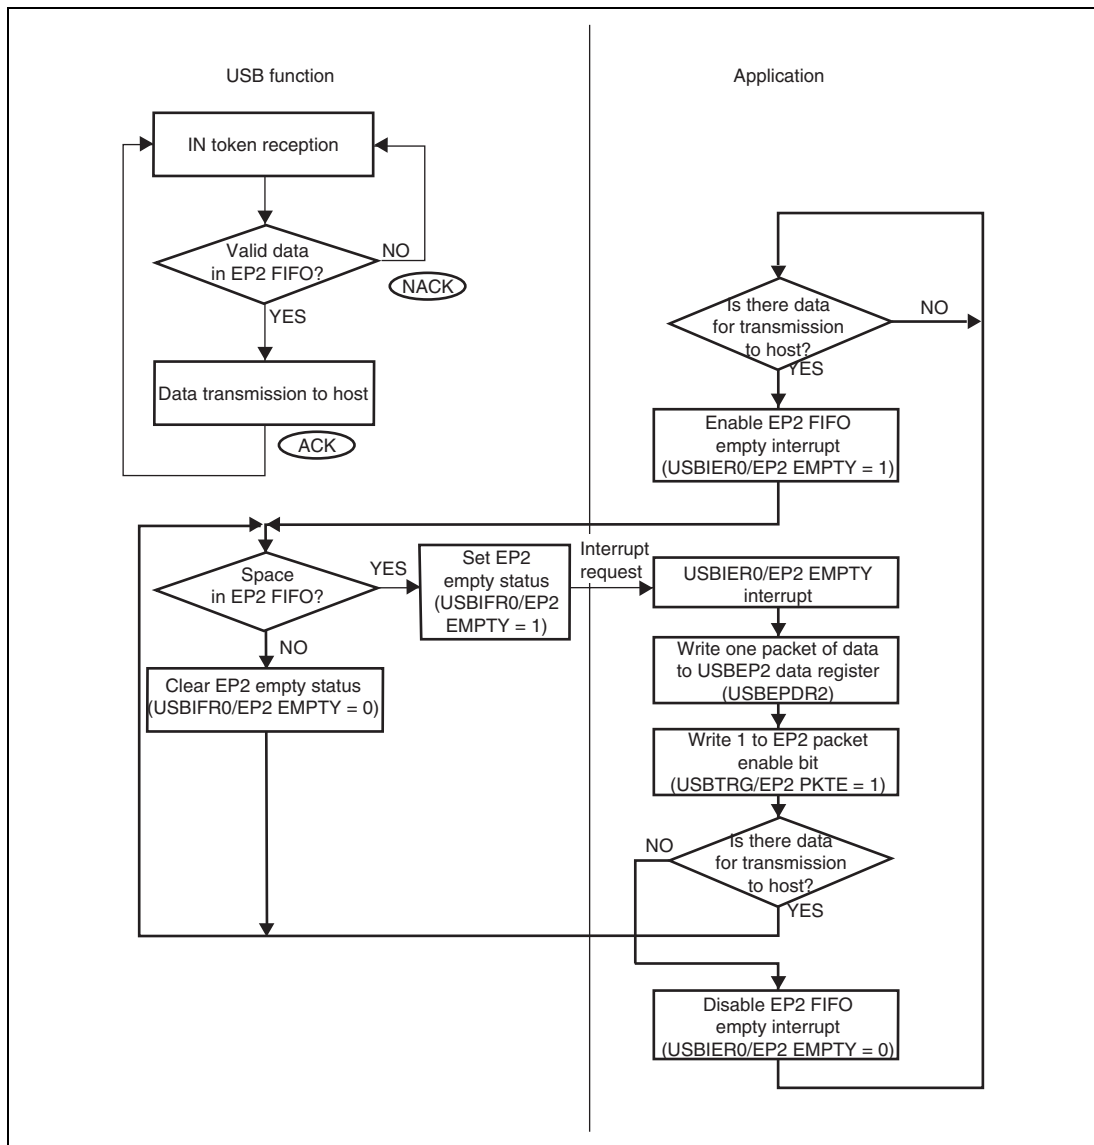 USB function
Application
IN token reception
Valid data
in EP2 FIFO?
NO
NACK
YES
Data transmission to host
ACK
Is there data
for transmission
to host?
NO
YES
Enable EP2 FIFO
empty interrupt
(USBIER0/EP2 EMPTY = 1)
Space
in EP2 FIFO?
YES
NO
Set EP2
empty status
(USBIFR0/EP2
EMPTY = 1)
Interrupt
request
USBIER0/EP2 EMPTY
interrupt
Clear EP2 empty status
(USBIFR0/EP2 EMPTY = 0)
Write one packet of data
to USBEP2 data register
(USBEPDR2)
Write 1 to EP2 packet
enable bit
(USBTRG/EP2 PKTE = 1)
NO
Is there data
for transmission
to host?
YES
Disable EP2 FIFO
empty interrupt
(USBIER0/EP2 EMPTY = 0)